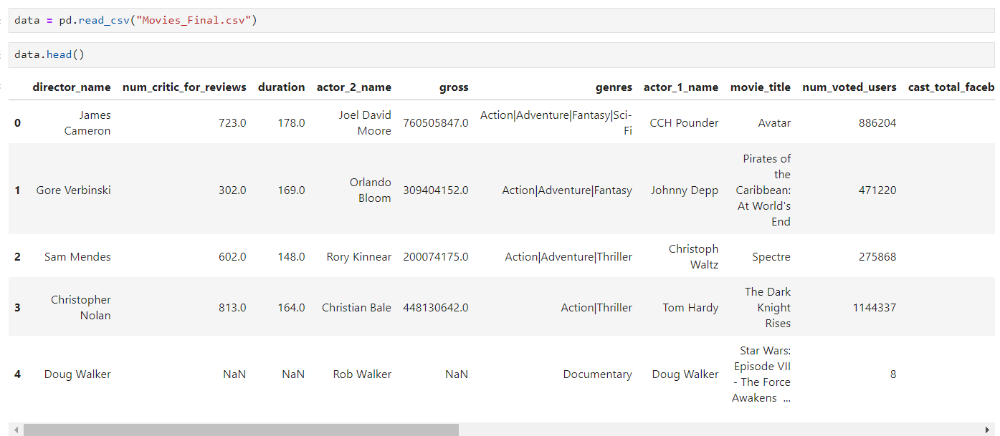 data = pd.read_csv("Movies_Final.csv")
data.head()
director_name num_critic_for_reviews duration actor_2_name gross genres actor_1_name movie_title num_voted_users cast_total_faceb
0 James Cameron 723.0 178.0 Joel David Moore 760505847.0 Action|Adventure|Fantasy|Sci-Fi CCH Pounder Avatar 886204
1 Gore Verbinski 302.0 169.0 Orlando Bloom 309404152.0 Action|Adventure|Fantasy Johnny Depp Pirates of the Caribbean: At World's End 471220
2 Sam Mendes 602.0 148.0 Rory Kinnear 200074175.0 Action|Adventure|Thriller Christoph Waltz Spectre 275868
3 Christopher Nolan 813.0 164.0 Christian Bale 448130642.0 Action|Thriller Tom Hardy The Dark Knight Rises 1144337
4 Doug Walker NaN NaN Rob Walker NaN Documentary Doug Walker Star Wars: Episode VII - The Force Awakens ... 8